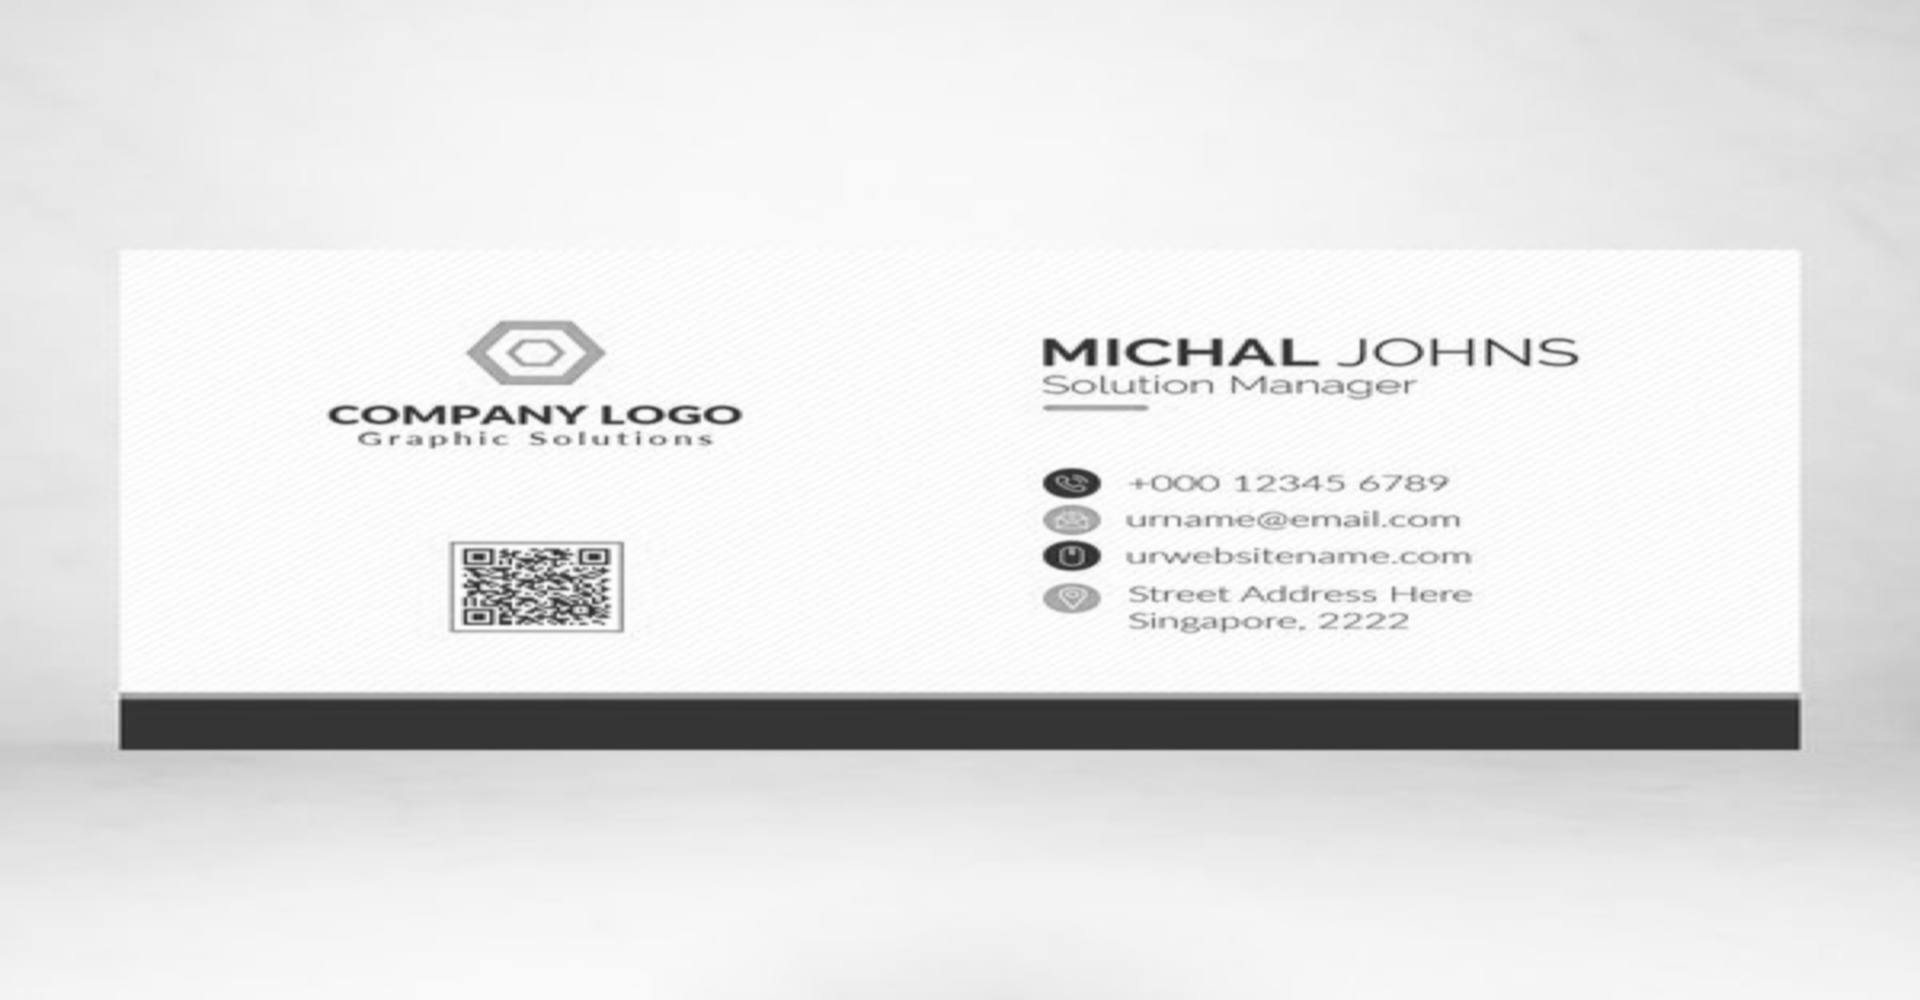 COMPANY LOGO
Graphic Solutions
MICHAL JOHNS
Solution Manager
+000 12345 6789
urname@email.com
urwebsitename.com
Street Address Here
Singapore, 2222